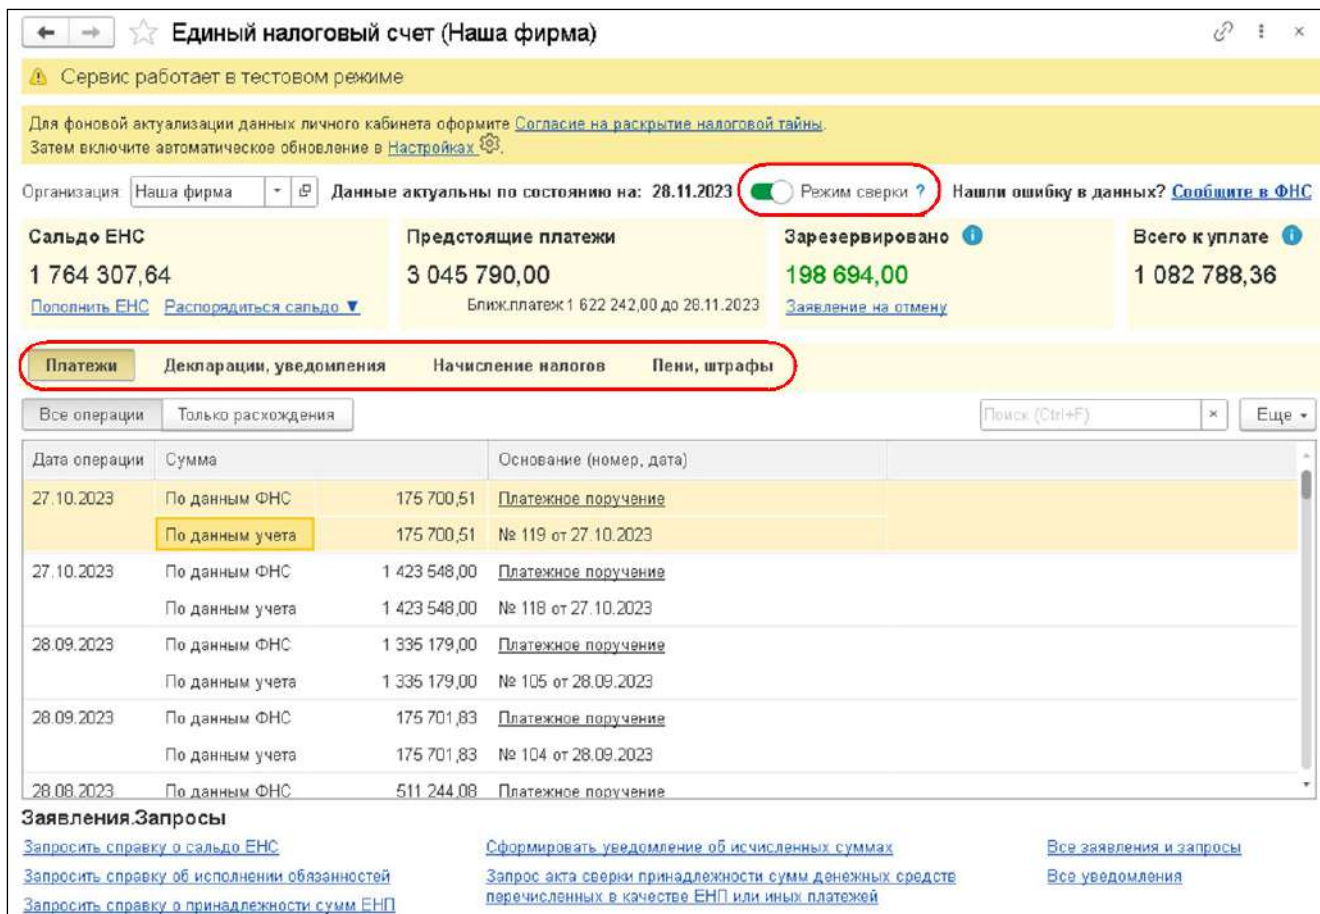 Единый налоговый счет (Наша фирма)
Сервис работает в тестовом режиме
Для фоновой актуализации данных личного кабинета оформите Согласие на раскрытие налоговой тайны.
Затем включите автоматическое обновление в Настройках.
Организация Наша фирма Данные актуальны по состоянию на: 28.11.2023 Режим сверки ? Нашли ошибку в данных? Сообщите в ФНС
Сальдо ЕНС Предстоящие платежи Зарезервировано Всего к уплате
1 764 307,64 3 045 790,00 198 694,00 1 082 788,36
Пополнить ЕНС Распорядиться сальдо ▼ Ближ.платеж 1 622 242,00 до 28.11.2023 Заявление на отмену
Платежи Декларации, уведомления Начисление налогов Пени, штрафы
Все операции Только расхождения Поиск (Ctrl+F) × Еще
Дата операции Сумма Основание (номер, дата)
27.10.2023 По данным ФНС 175 700,51 Платежное поручение
По данным учета 175 700,51 № 119 от 27.10.2023
27.10.2023 По данным ФНС 1 423 548,00 Платежное поручение
По данным учета 1 423 548,00 № 118 от 27.10.2023
28.09.2023 По данным ФНС 1 335 179,00 Платежное поручение
По данным учета 1 335 179,00 № 105 от 28.09.2023
28.09.2023 По данным ФНС 175 701,83 Платежное поручение
По данным учета 175 701,83 № 104 от 28.09.2023
28.08.2023 По данным ФНС 511 244,08 Платежное поручение
Заявления.Запросы
Запросить справку о сальдо ЕНС Сформировать уведомление об исчисленных суммах Все заявления и запросы
Запросить справку об исполнении обязанностей Запрос акта сверки принадлежности сумм денежных средств Все уведомления
перечисленных в качестве ЕНП или иных платежей
Запросить справку о принадлежности сумм ЕНП